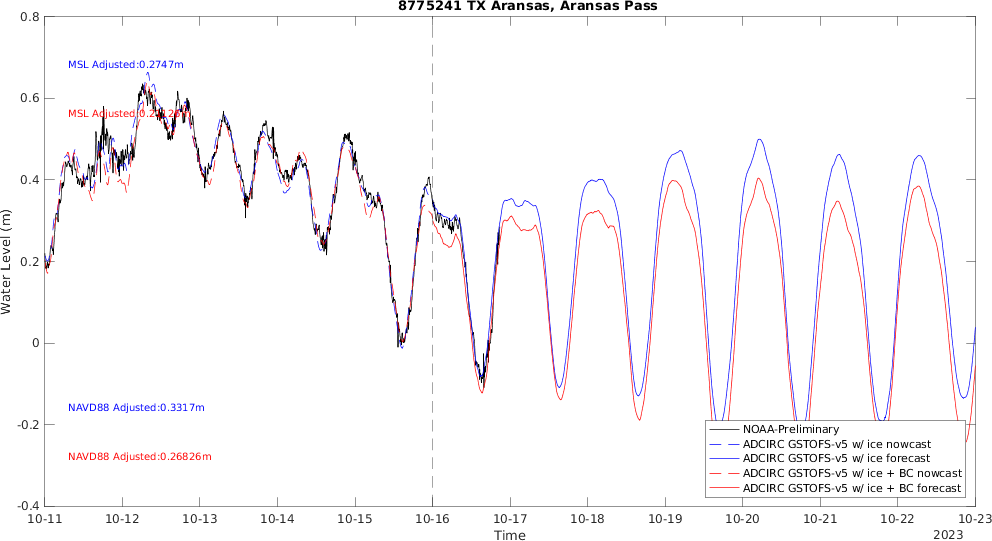 8775241 TX Aransas, Aransas Pass
0.8
0.6
0.4
0.2
0
-0.2
-0.4
Water Level (m)
MSL Adjusted:0.2747m
MSL Adjusted:
NAVD88 Adjusted:0.3317m
NAVD88 Adjusted:0.26826m
NOAA-Preliminary
ADCIRC GSTOFS-v5 w/ ice nowcast
ADCIRC GSTOFS-v5 w/ ice forecast
ADCIRC GSTOFS-v5 w/ ice + BC nowcast
ADCIRC GSTOFS-v5 w/ ice + BC forecast
10-11 10-12 10-13 10-14 10-15 10-16 10-17 10-18 10-19 10-20 10-21 10-22 10-23
Time
2023